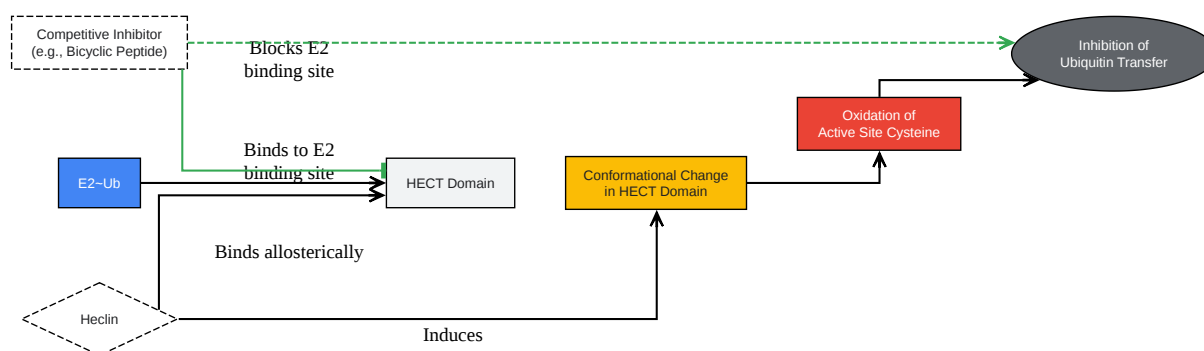 Competitive Inhibitor
(e.g., Bicyclic Peptide)
Blocks E2
binding site
Inhibition of
Ubiquitin Transfer
Oxidation of
Active Site Cysteine
Binds to E2
binding site
E2~Ub
HECT Domain
Conformational Change
in HECT Domain
Binds allosterically
Heclin
Induces